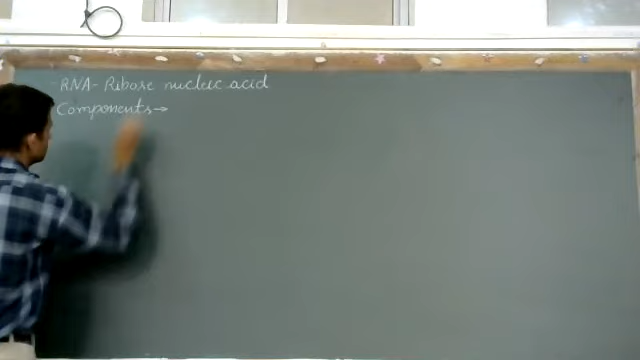 RNA- Ribose nucleic acid
Components →